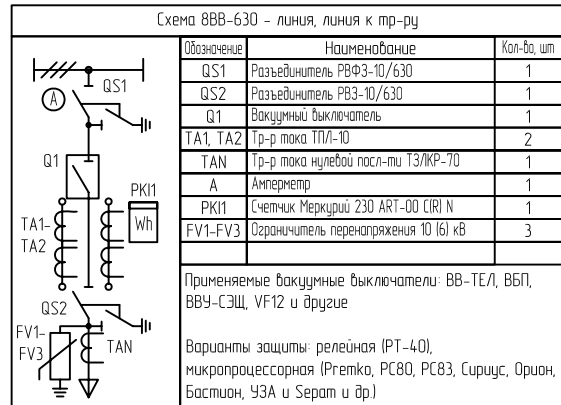 Схема 8ВВ-630 - линия, линия к тр-ру
Обозначение Наименование Кол-во, шт
QS1 Разъединитель РВФЗ-10/630 1
QS2 Разъединитель РВЗ-10/630 1
Q1 Вакуумный выключатель 1
TA1, TA2 Тр-р тока ТПЛ-10 2
TAN Тр-р тока нулевой посл-ти ТЗЛКР-70 1
A Амперметр 1
PKI1 Счетчик Меркурий 230 ART-00 C(R) N 1
FV1-FV3 Ограничитель перенапряжения 10 (6) кВ 3
Применяемые вакуумные выключатели: ВВ-ТЕЛ, ВБП,
ВВУ-СЭЩ, VF12 и другие
Варианты защиты: релейная (РТ-40),
микропроцессорная (Premko, РС80, РС83, Сириус, Орион,
Бастион, УЗА и Sepam и др.)
QS1
A
Q1
PKI1
Wh
TA1-
TA2
QS2
FV1-
FV3
TAN